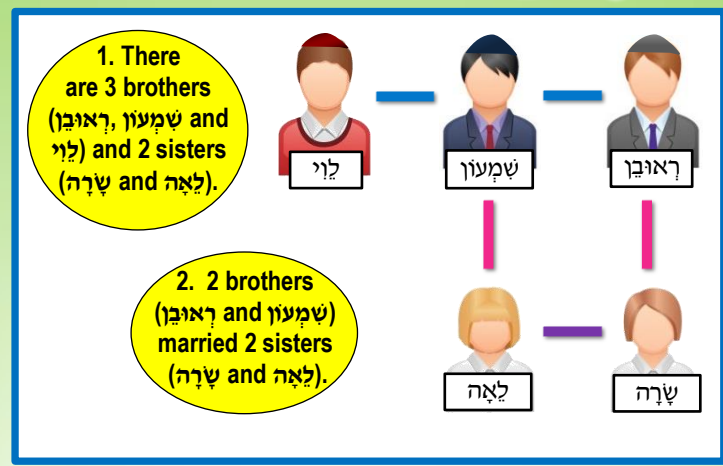 1. There
are 3 brothers
(שִׁמְעוֹן, רְאוּבֵן and
לֵוִי) and 2 sisters
(שָׂרָה and לֵאָה).
לֵוִי
שִׁמְעוֹן
רְאוּבֵן
2. 2 brothers
(רְאוּבֵן and שִׁמְעוֹן)
married 2 sisters
(שָׂרָה and לֵאָה).
לֵאָה
שָׂרָה